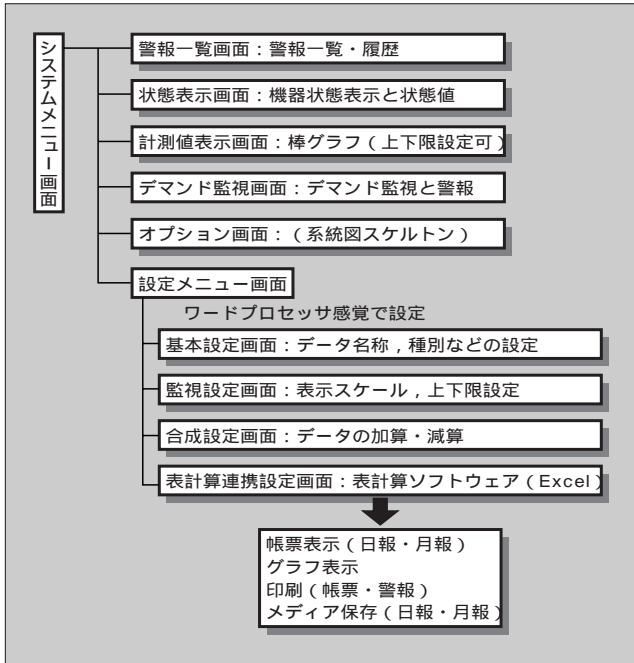 システムメニュー画面
警報一覧画面：警報一覧・履歴
状態表示画面：機器状態表示と状態値
計測値表示画面：棒グラフ（上下限設定可）
デマンド監視画面：デマンド監視と警報
オプション画面：（系統図スケルトン）
設定メニュー画面
ワードプロセッサ感覚で設定
基本設定画面：データ名称，種別などの設定
監視設定画面：表示スケール，上下限設定
合成設定画面：データの加算・減算
表計算連携設定画面：表計算ソフトウェア（Excel）
帳票表示（日報・月報）
グラフ表示
印刷（帳票・警報）
メディア保存（日報・月報）